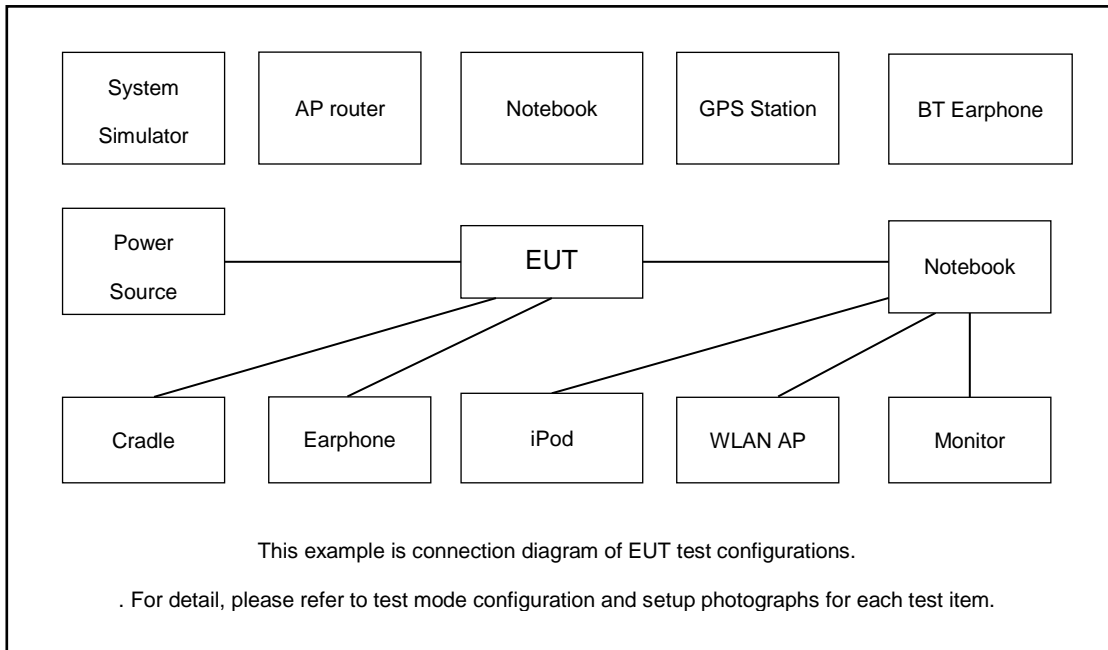 System
Simulator
AP router
Notebook
GPS Station
BT Earphone
Power
Source
EUT
Notebook
Cradle
Earphone
iPod
WLAN AP
Monitor
This example is connection diagram of EUT test configurations.
. For detail, please refer to test mode configuration and setup photographs for each test item.